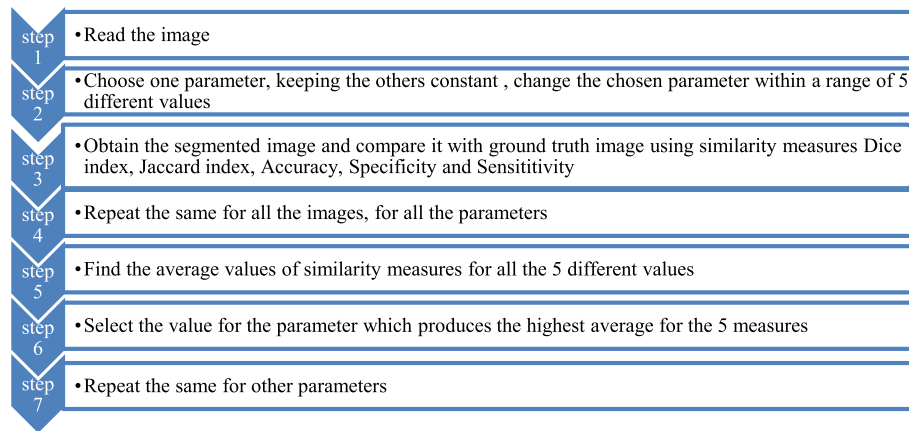 step
1
•Read the image
step
2
•Choose one parameter, keeping the others constant , change the chosen parameter within a range of 5
different values
step
3
•Obtain the segmented image and compare it with ground truth image using similarity measures Dice
index, Jaccard index, Accuracy, Specificity and Sensititivity
step
4
•Repeat the same for all the images, for all the parameters
step
5
•Find the average values of similarity measures for all the 5 different values
step
6
•Select the value for the parameter which produces the highest average for the 5 measures
step
7
•Repeat the same for other parameters